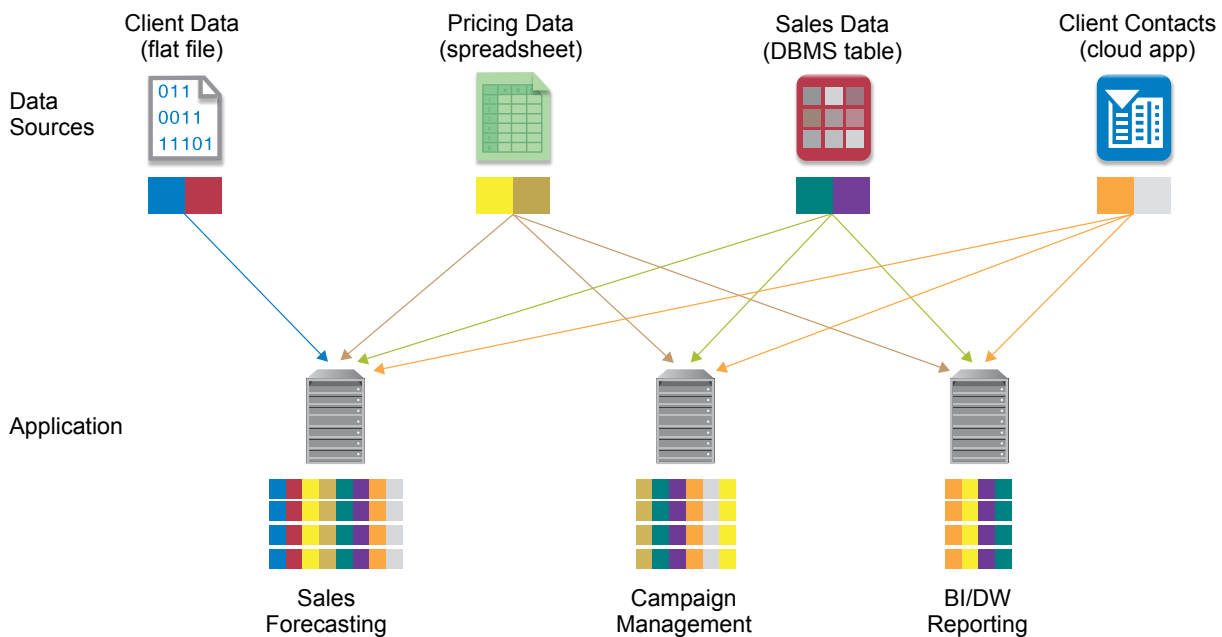 Client Data
(flat file)
Pricing Data
(spreadsheet)
Sales Data
(DBMS table)
Client Contacts
(cloud app)
Data
Sources
011
0011
11101
Application
Sales
Forecasting
Campaign
Management
BI/DW
Reporting